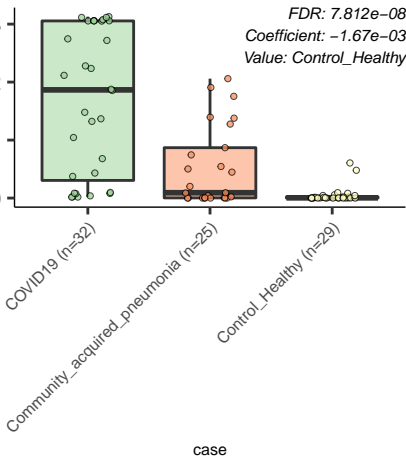 FDR: 7.812e−08
Coefficient: −1.67e−03
Value: Control_Healthy
COVID19 (n=32)
Community_acquired_pneumonia (n=25)
Control_Healthy (n=29)
case